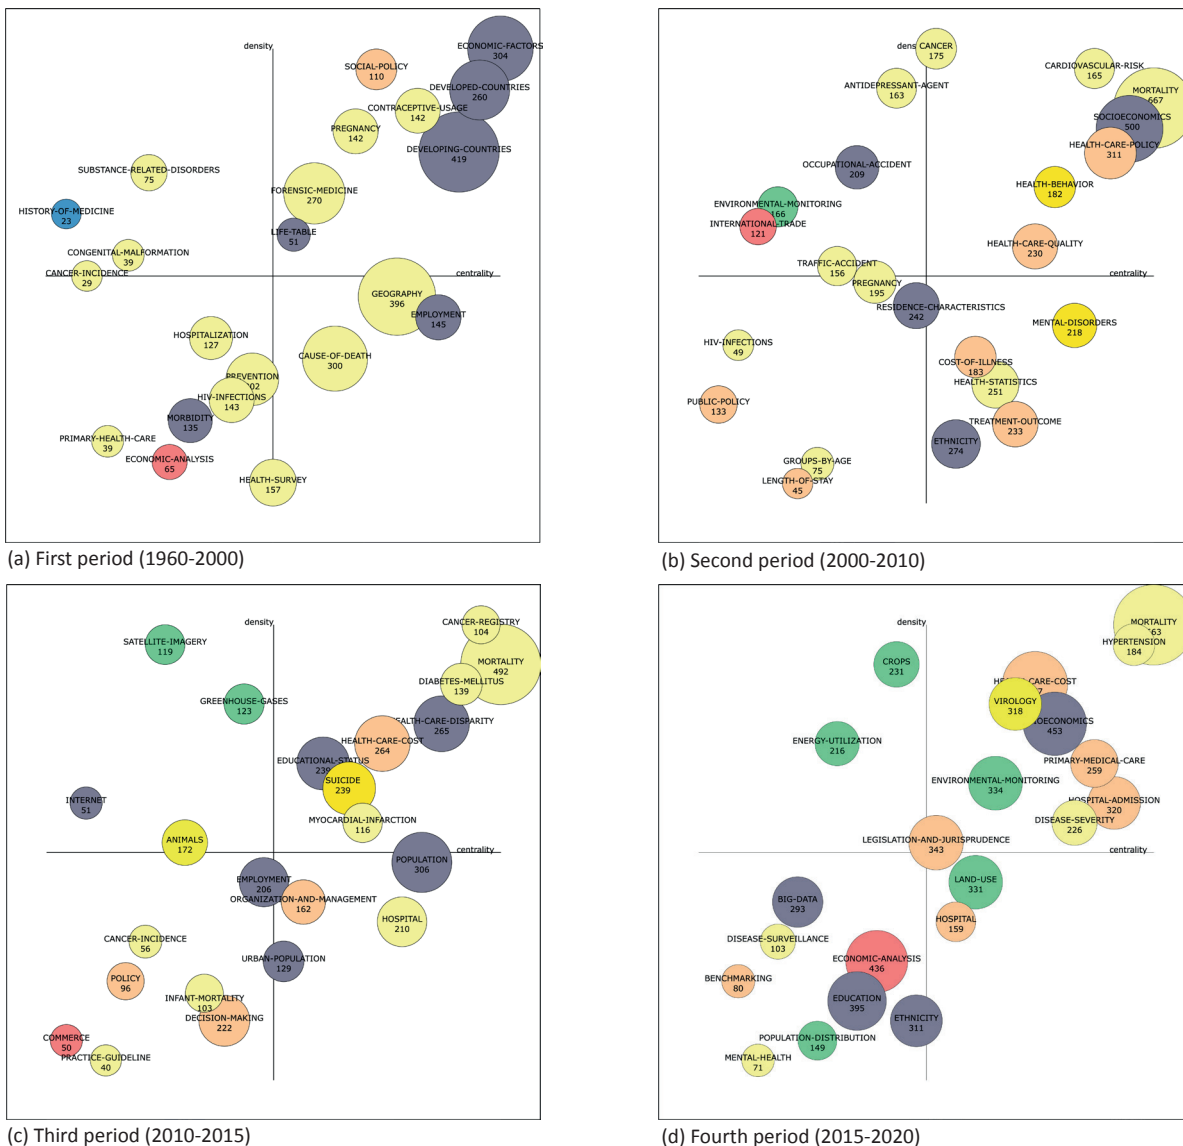 density
ECONOMIC-FACTORS
304
SOCIAL-POLICY
110
DEVELOPED-COUNTRIES
260
CONTRACEPTIVE-USAGE
142
PREGNANCY
142
DEVELOPING-COUNTRIES
419
SUBSTANCE-RELATED-DISORDERS
75
FORENSIC-MEDICINE
270
HISTORY-OF-MEDICINE
23
LIFE-TABLE
51
CONGENITAL-MALFORMATION
39
CANCER-INCIDENCE
29
centrality
GEOGRAPHY
396
EMPLOYMENT
145
HOSPITALIZATION
127
CAUSE-OF-DEATH
300
PREVENTION
HIV-INFECTIONS
143
MORBIDITY
135
PRIMARY-HEALTH-CARE
39
ECONOMIC-ANALYSIS
65
HEALTH-SURVEY
157
(a) First period (1960-2000)
CANCER
175
CARDIOVASCULAR-RISK
165
ANTIDEPRESSANT-AGENT
163
MORTALITY
667
SOCIOECONOMICS
500
HEALTH-CARE-POLICY
311
OCCUPATIONAL-ACCIDENT
209
HEALTH-BEHAVIOR
182
ENVIRONMENTAL-MONITORING
166
INTERNATIONAL-TRADE
121
HEALTH-CARE-QUALITY
230
TRAFFIC-ACCIDENT
156
centrality
PREGNANCY
195
RESIDENCE-CHARACTERISTICS
242
MENTAL-DISORDERS
218
HIV-INFECTIONS
49
COST-OF-ILLNESS
183
HEALTH-STATISTICS
251
PUBLIC-POLICY
133
TREATMENT-OUTCOME
233
ETHNICITY
274
GROUPS-BY-AGE
75
LENGTH-OF-STAY
45
(b) Second period (2000-2010)
density
CANCER-REGISTRY
104
SATELLITE-IMAGERY
119
MORTALITY
492
DIABETES-MELLITUS
139
GREENHOUSE-GASES
123
HEALTH-CARE-DISPARITY
265
HEALTH-CARE-COST
264
EDUCATIONAL-STATUS
239
SUICIDE
239
INTERNET
51
MYOCARDIAL-INFARCTION
116
ANIMALS
172
centrality
POPULATION
306
EMPLOYMENT
206
ORGANIZATION-AND-MANAGEMENT
162
HOSPITAL
210
CANCER-INCIDENCE
56
URBAN-POPULATION
129
POLICY
96
INFANT-MORTALITY
103
DECISION-MAKING
222
COMMERCE
50
PRACTICE-GUIDELINE
40
(c) Third period (2010-2015)
density
MORTALITY
HYPERTENSION
184
CROPS
231
VIROLOGY
318
453
ENERGY-UTILIZATION
216
PRIMARY-MEDICAL-CARE
259
ENVIRONMENTAL-MONITORING
334
HOSPITAL-ADMISSION
320
DISEASE-SEVERITY
226
LEGISLATION-AND-JURISPRUDENCE
343
centrality
LAND-USE
331
BIG-DATA
293
HOSPITAL
159
DISEASE-SURVEILLANCE
103
ECONOMIC-ANALYSIS
436
BENCHMARKING
80
EDUCATION
395
ETHNICITY
311
POPULATION-DISTRIBUTION
149
MENTAL-HEALTH
71
(d) Fourth period (2015-2020)